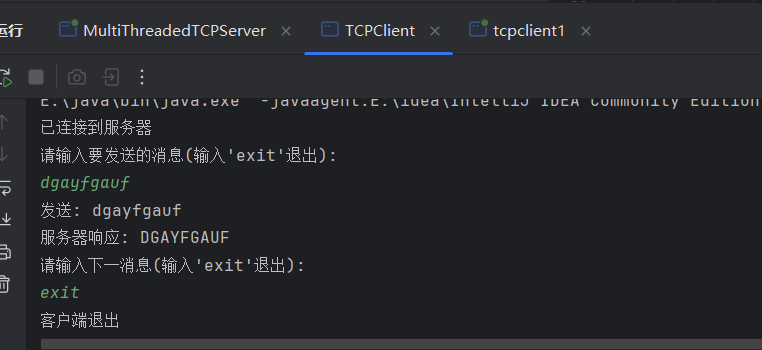 运行 MultiThreadedTCPServer × TCPClient × tcpclient1 ×
E:\java\bin\java.exe "-javaagent:E:\idea\IntelliJ IDEA Community Edition
已连接到服务器
请输入要发送的消息(输入'exit'退出):
dgayfgauf
发送: dgayfgauf
服务器响应: DGAYFGAUF
请输入下一消息(输入'exit'退出):
exit
客户端退出